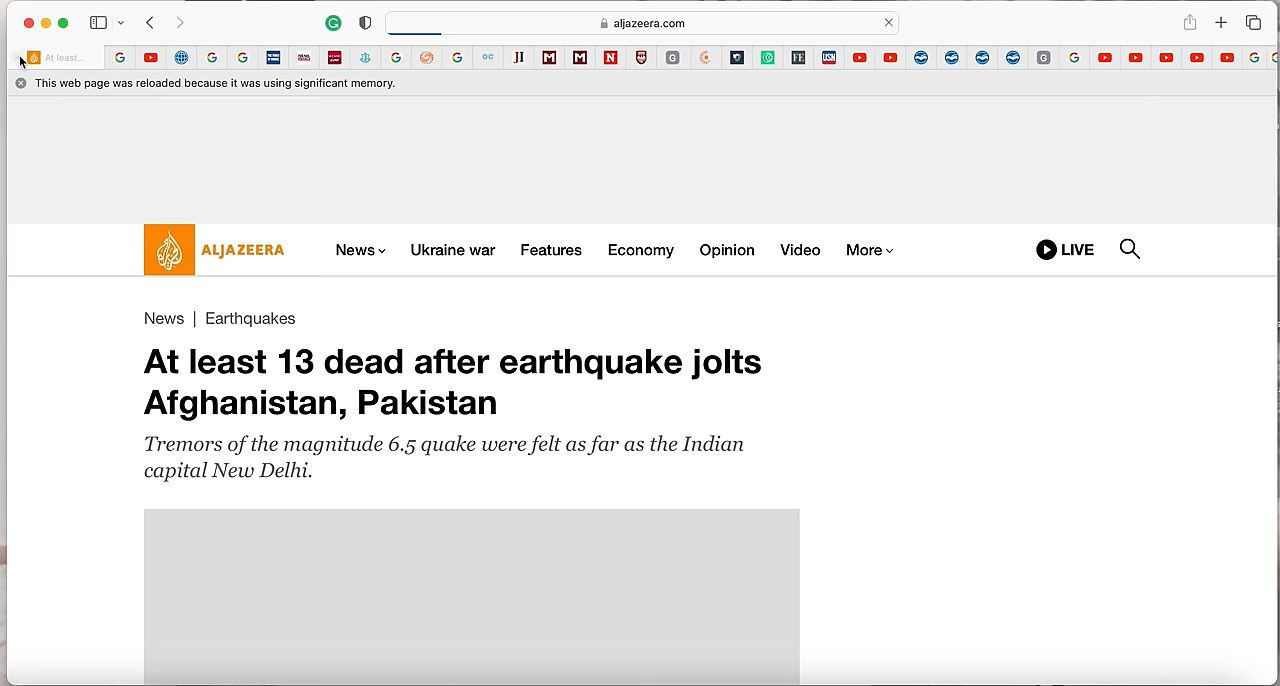 aljazeera.com
At least...
This web page was reloaded because it was using significant memory.
ALJAZEERA
News
Ukraine war
Features
Economy
Opinion
Video
More
LIVE
News | Earthquakes
At least 13 dead after earthquake jolts
Afghanistan, Pakistan
Tremors of the magnitude 6.5 quake were felt as far as the Indian
capital New Delhi.